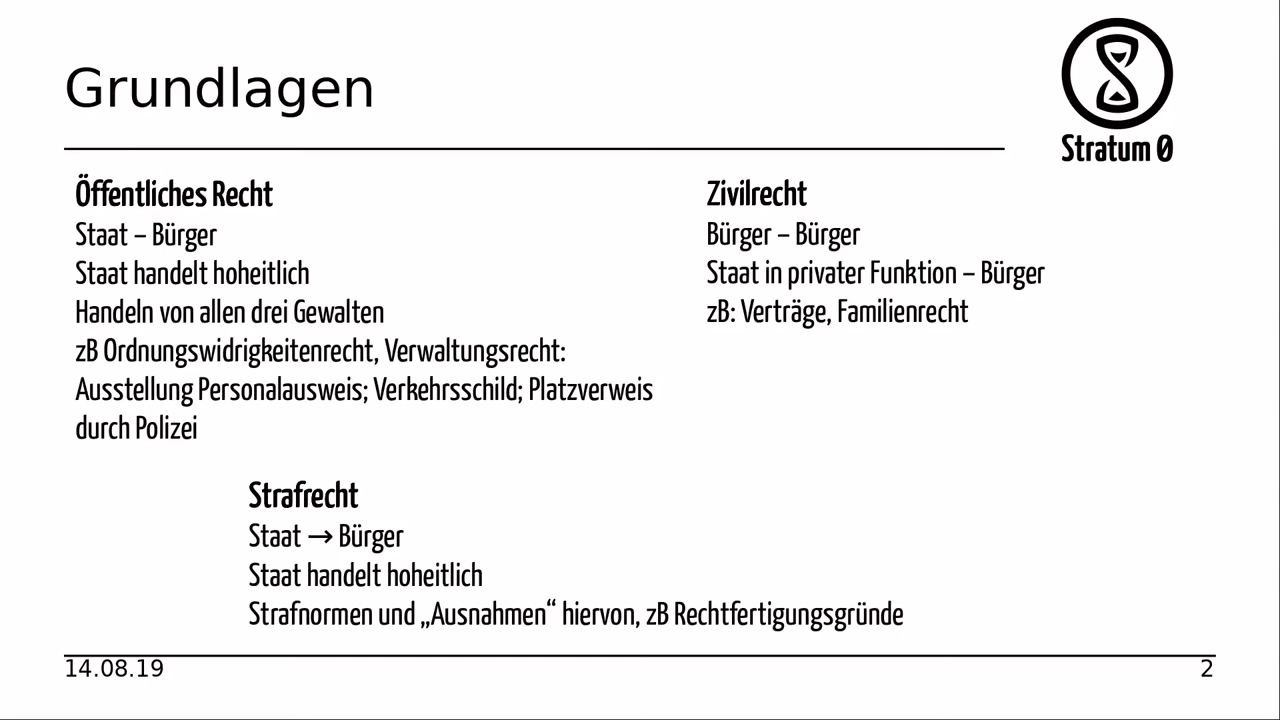 Grundlagen
Stratum 0
Öffentliches Recht
Staat – Bürger
Staat handelt hoheitlich
Handeln von allen drei Gewalten
zB Ordnungswidrigkeitenrecht, Verwaltungsrecht:
Ausstellung Personalausweis; Verkehrsschild; Platzverweis
durch Polizei
Zivilrecht
Bürger – Bürger
Staat in privater Funktion – Bürger
zB: Verträge, Familienrecht
Strafrecht
Staat → Bürger
Staat handelt hoheitlich
Strafnormen und „Ausnahmen“ hiervon, zB Rechtfertigungsgründe
14.08.19
2